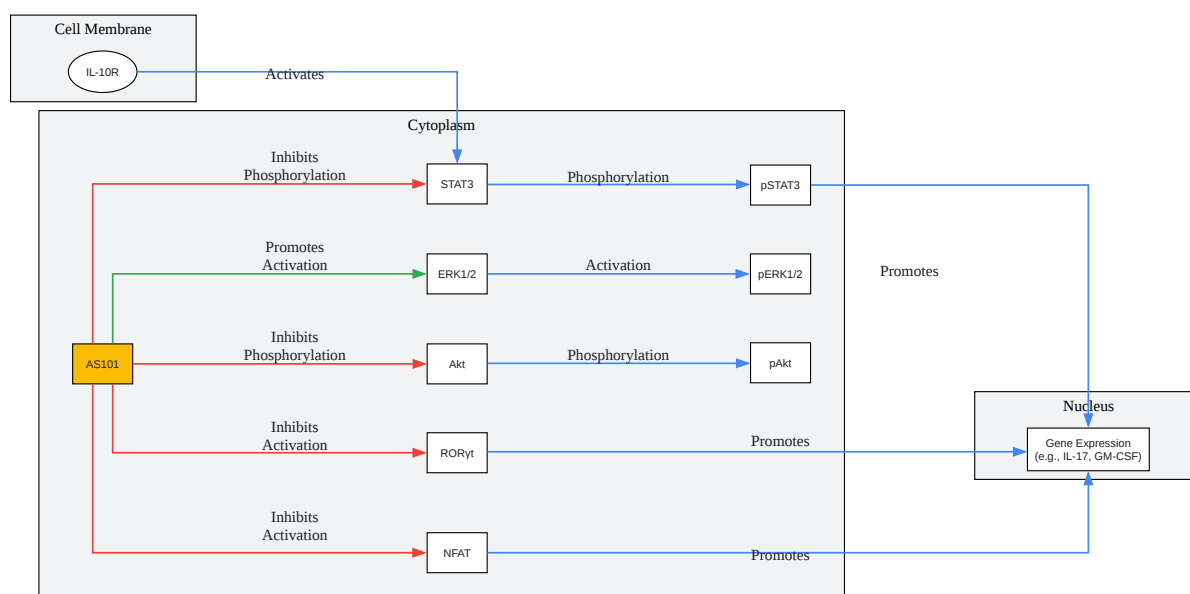 Cell Membrane
IL-10R
Activates
Cytoplasm
Inhibits
Phosphorylation
STAT3
Phosphorylation
pSTAT3
Promotes
Activation
ERK1/2
Activation
pERK1/2
Promotes
Inhibits
Phosphorylation
AS101
Akt
Phosphorylation
pAkt
Nucleus
Inhibits
Activation
RORγt
Promotes
Gene Expression
(e.g., IL-17, GM-CSF)
Inhibits
Activation
NFAT
Promotes